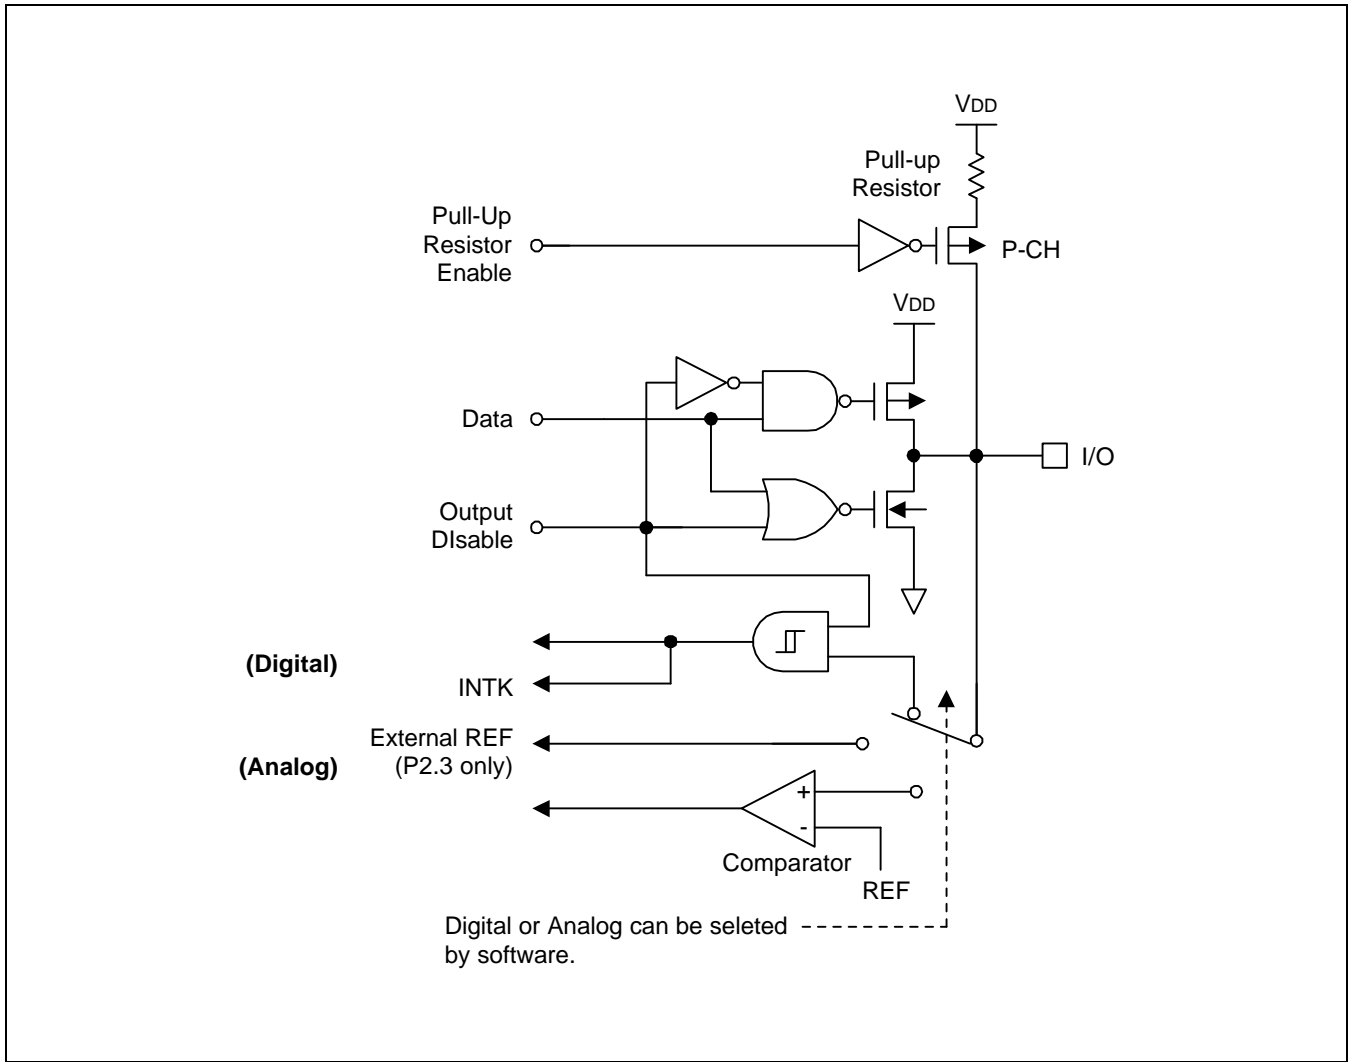 VDD
Pull-up
Resistor
Pull-Up
Resistor
Enable
P-CH
VDD
Data
I/O
Output
DIsable
(Digital)
INTK
External REF
(P2.3 only)
(Analog)
+
-
Comparator
REF
Digital or Analog can be seleted
by software.